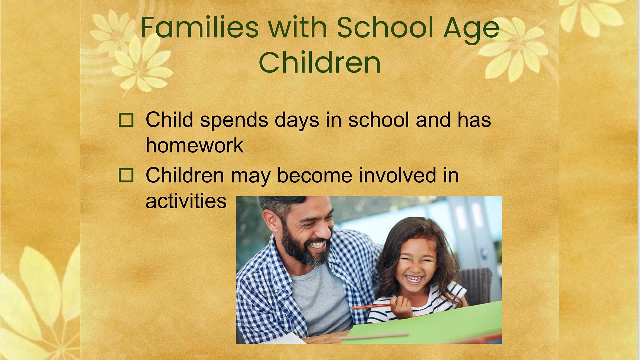 Families with School Age
Children
Child spends days in school and has
homework
Children may become involved in
activities